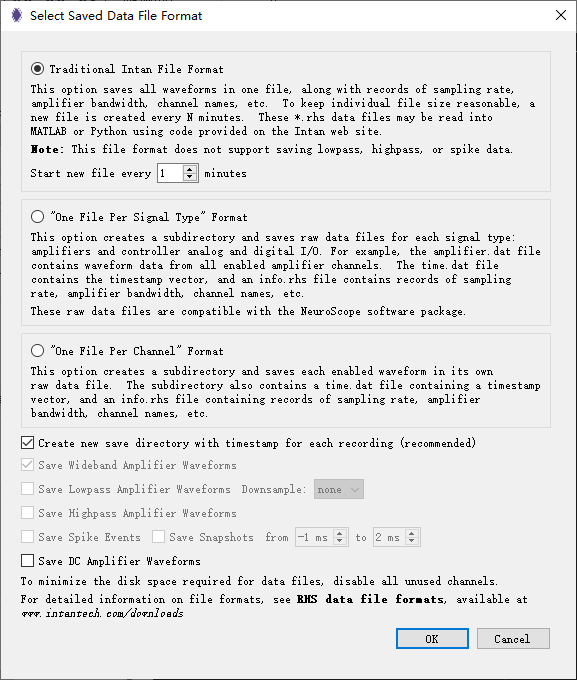 Select Saved Data File Format
Traditional Intan File Format
This option saves all waveforms in one file, along with records of sampling rate,
amplifier bandwidth, channel names, etc. To keep individual file size reasonable, a
new file is created every N minutes. These *.rhs data files may be read into
MATLAB or Python using code provided on the Intan web site.
Note: This file format does not support saving lowpass, highpass, or spike data.
Start new file every 1 minutes
"One File Per Signal Type" Format
This option creates a subdirectory and saves raw data files for each signal type:
amplifiers and controller analog and digital I/O. For example, the amplifier.dat file
contains waveform data from all enabled amplifier channels. The time.dat file
contains the timestamp vector, and an info.rhs file contains records of sampling
rate, amplifier bandwidth, channel names, etc.
These raw data files are compatible with the NeuroScope software package.
"One File Per Channel" Format
This option creates a subdirectory and saves each enabled waveform in its own
raw data file. The subdirectory also contains a time.dat file containing a timestamp
vector, and an info.rhs file containing records of sampling rate, amplifier
bandwidth, channel names, etc.
Create new save directory with timestamp for each recording (recommended)
Save Wideband Amplifier Waveforms
Save Lowpass Amplifier Waveforms Downsample: none
Save Highpass Amplifier Waveforms
Save Spike Events Save Snapshots from -1 ms to 2 ms
Save DC Amplifier Waveforms
To minimize the disk space required for data files, disable all unused channels.
For detailed information on file formats, see RHS data file formats, available at
www.intantech.com/downloads
OK Cancel